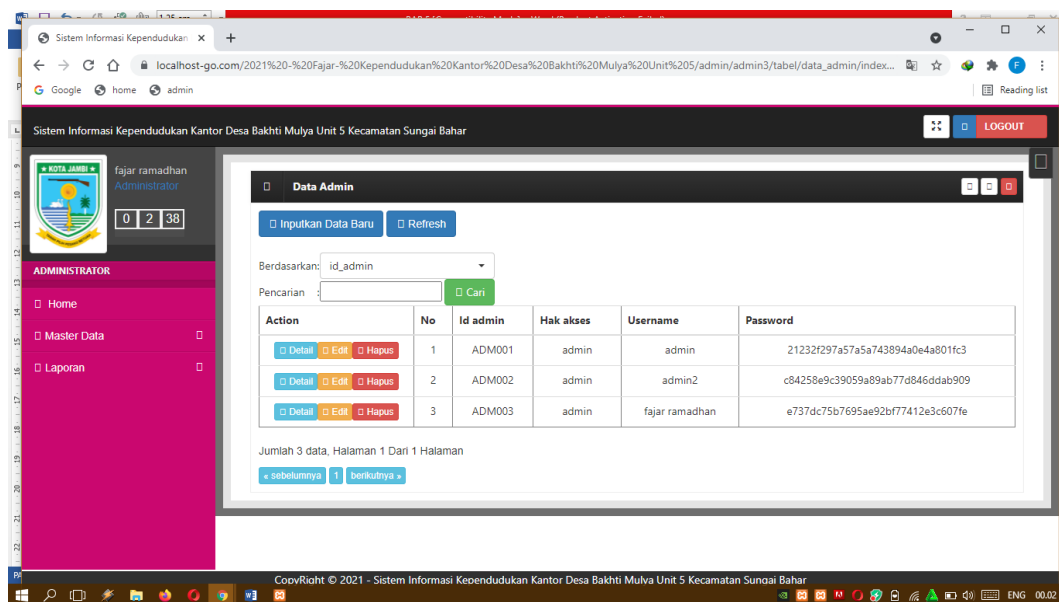 1,25 cm
Sistem Informasi Kependudukan
localhost-go.com/2021%20-%20Fajar-%20Kependudukan%20Kantor%20Desa%20Bakhti%20Mulya%20Unit%205/admin/admin3/tabel/data_admin/index...
F
Google home admin
Reading list
Sistem Informasi Kependudukan Kantor Desa Bakhti Mulya Unit 5 Kecamatan Sungai Bahar
LOGOUT
KOTA JAMBI
fajar ramadhan
Administrator
0 2 38
ADMINISTRATOR
Home
Master Data
Laporan
Data Admin
Inputkan Data Baru Refresh
Berdasarkan: id_admin
Pencarian : Cari
Action No Id admin Hak akses Username Password
Detail Edit Hapus 1 ADM001 admin admin 21232f297a57a5a743894a0e4a801fc3
Detail Edit Hapus 2 ADM002 admin admin2 c84258e9c39059a89ab77d846ddab909
Detail Edit Hapus 3 ADM003 admin fajar ramadhan e737dc75b7695ae92bf77412e3c607fe
Jumlah 3 data, Halaman 1 Dari 1 Halaman
« sebelumnya 1 berikutnya »
CopyRight © 2021 - Sistem Informasi Kependudukan Kantor Desa Bakhti Mulya Unit 5 Kecamatan Sungai Bahar
ENG 00.02